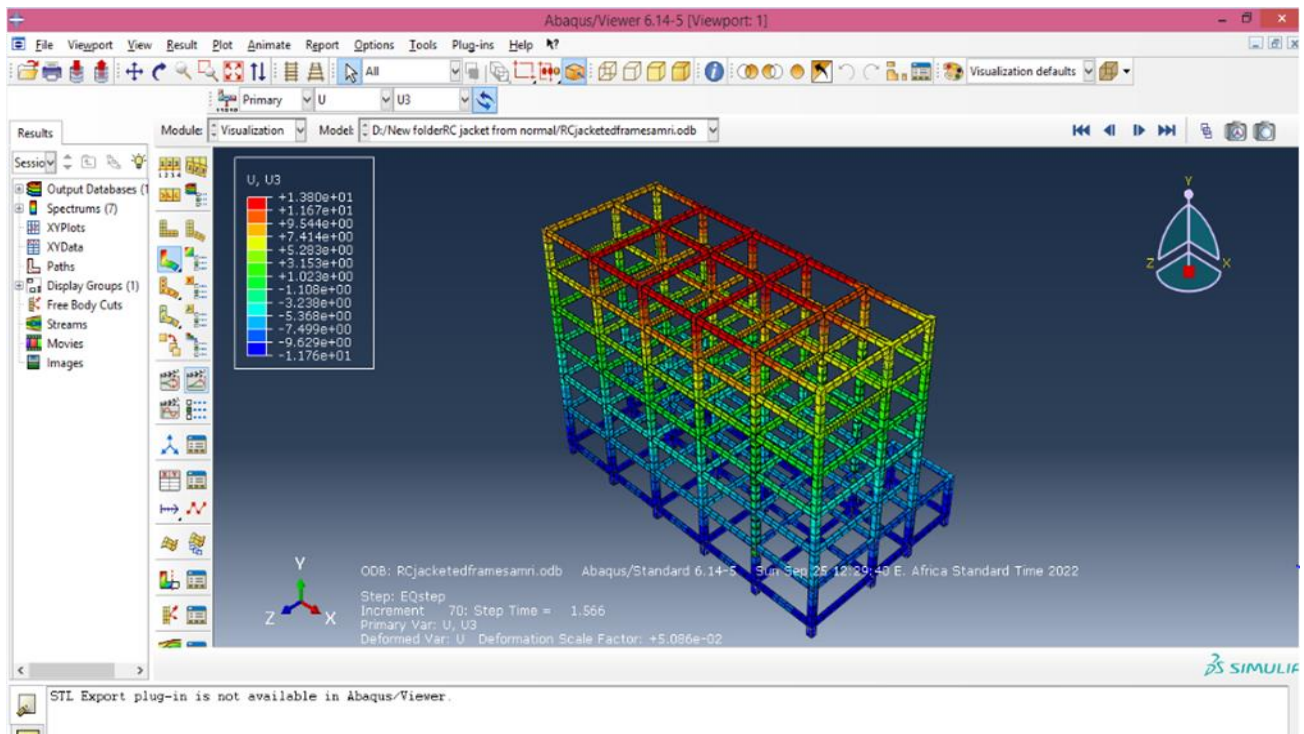 Abaqus/Viewer 6.14-5 [Viewport: 1]
File Viewport View Result Plot Animate Report Options Tools Plug-ins Help
All
Visualization defaults
Primary U U3
Results
Module: Visualization Model: D:/New folderRC jacket from normal/RCjacketedframesamri.odb
Sessio
Output Databases (1
Spectrums (7)
XYPlots
XYData
Paths
Display Groups (1)
Free Body Cuts
Streams
Movies
Images
U, U3
+1.380e+01
+1.167e+01
+9.544e+00
+7.414e+00
+5.283e+00
+3.153e+00
+1.023e+00
-1.108e+00
-3.238e+00
-5.368e+00
-7.499e+00
-9.629e+00
-1.176e+01
Y
Z
X
Y
Z
X
ODB: RCjacketedframesamri.odb Abaqus/Standard 6.14-5 Sun Sep 25 12:29:40 E. Africa Standard Time 2022
Step: EQstep
Increment 70: Step Time = 1.566
Primary Var: U, U3
Deformed Var: U Deformation Scale Factor: +5.086e-02
SIMULIA
STL Export plug-in is not available in Abaqus/Viewer.